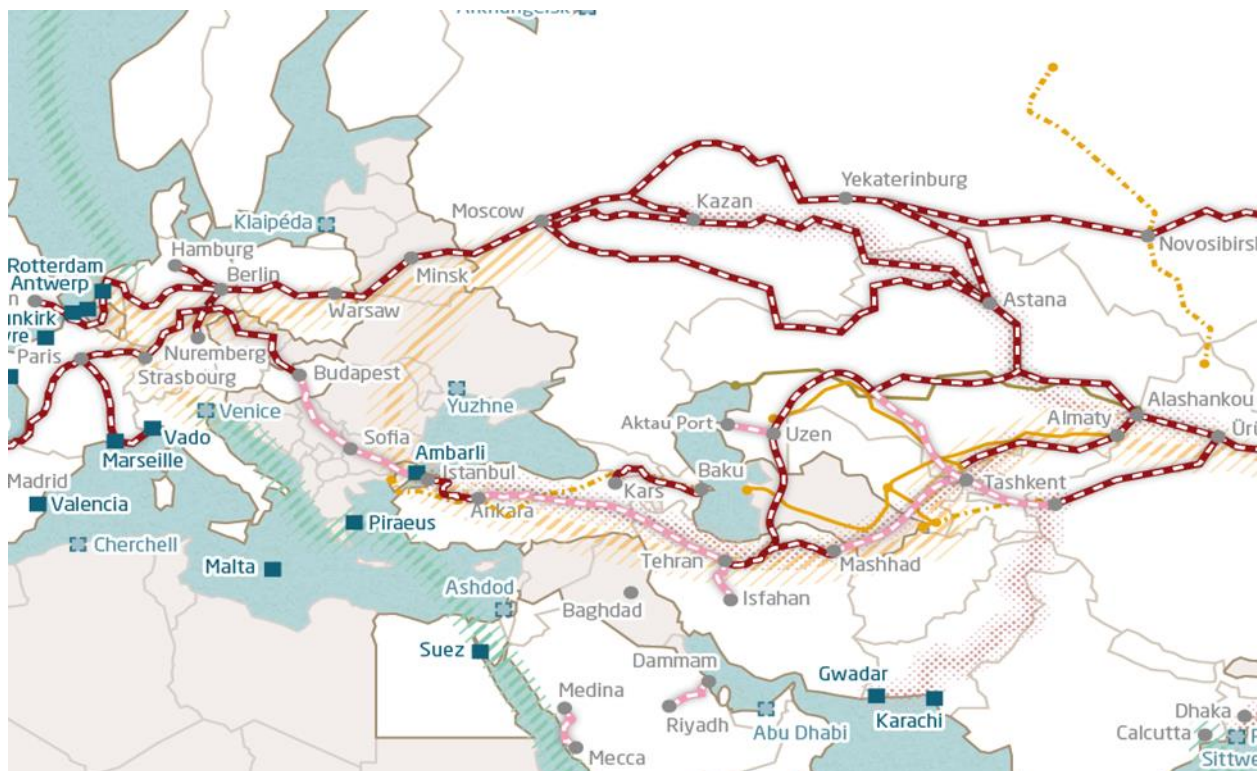 Arkhangelsk
Yekaterinburg
Kazan
Moscow
Klaipéda
Novosibirsk
Hamburg
Rotterdam
Berlin
Minsk
Antwerp
Warsaw
Astana
Paris
Nuremberg
Strasbourg
Budapest
Yuzhne
Venice
Alashankou
Almaty
Aktau Port
Uzen
Vado
Sofia
Ambarli
Marseille
Istanbul
Baku
Madrid
Kars
Tashkent
Valencia
Ankara
Piraeus
Cherchell
Tehran
Mashhad
Malta
Ashdod
Isfahan
Baghdad
Suez
Dammam
Gwadar
Medina
Riyadh
Karachi
Abu Dhabi
Dhaka
Calcutta
Mecca
Sittwe